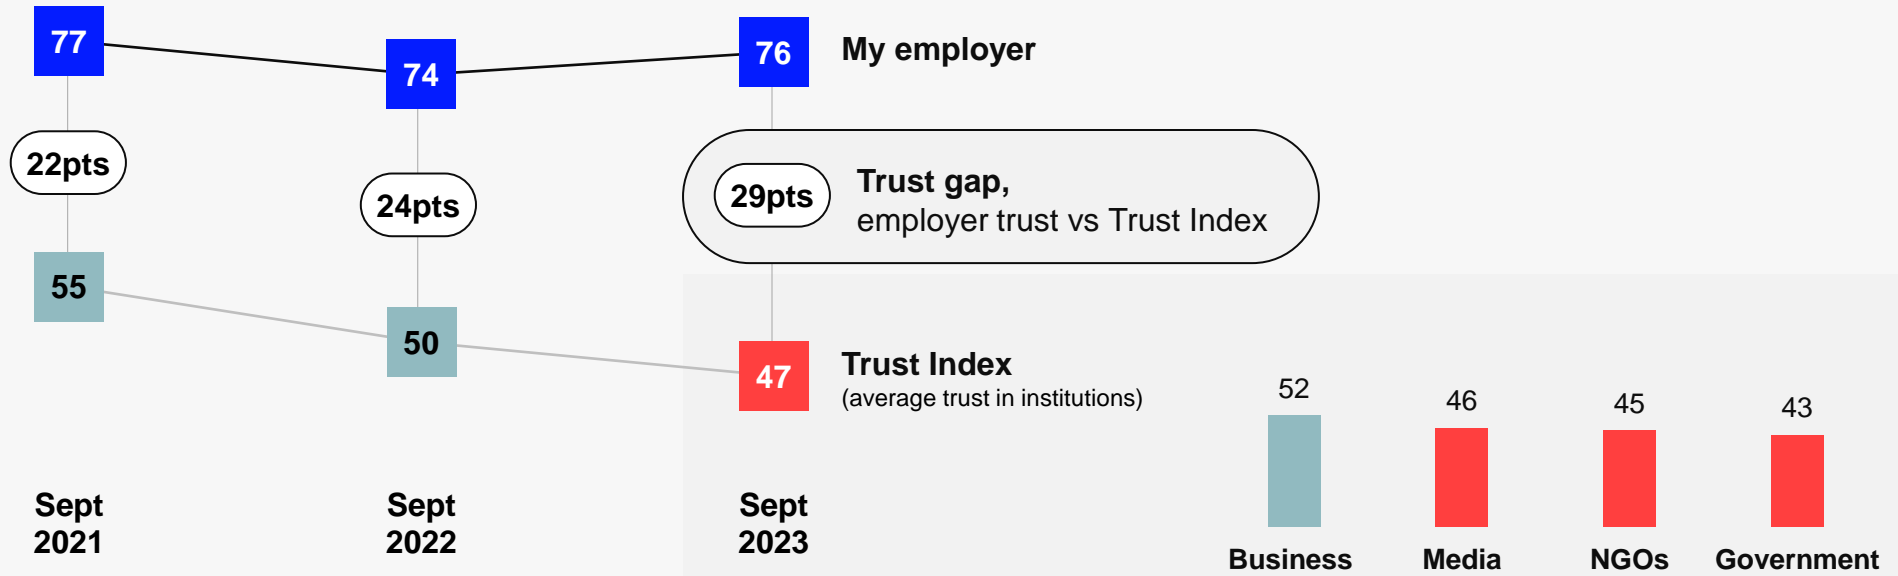 77
74
76
My employer
22pts
24pts
29pts
Trust gap,
employer trust vs Trust Index
55
50
47
Trust Index
(average trust in institutions)
52
46
45
43
Sept
2021
Sept
2022
Sept
2023
Business
Media
NGOs
Government